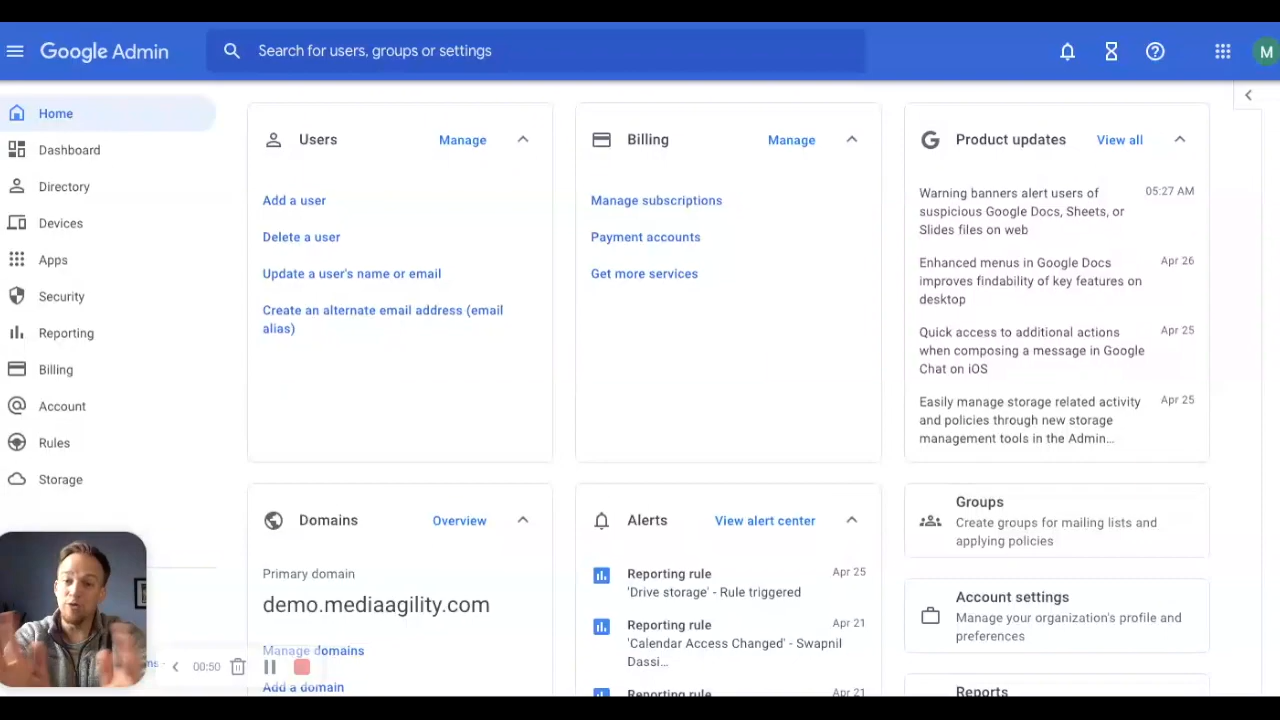 Google Admin
Search for users, groups or settings
M
Home
Dashboard
Directory
Devices
Apps
Security
Reporting
Billing
Account
Rules
Storage
Users
Manage
Add a user
Delete a user
Update a user's name or email
Create an alternate email address (email
alias)
Billing
Manage
Manage subscriptions
Payment accounts
Get more services
Product updates
View all
Warning banners alert users of
05:27 AM
suspicious Google Docs, Sheets, or
Slides files on web
Enhanced menus in Google Docs
Apr 26
improves findability of key features on
desktop
Quick access to additional actions
Apr 25
when composing a message in Google
Chat on iOS
Easily manage storage related activity
Apr 25
and policies through new storage
management tools in the Admin…
Domains
Overview
Primary domain
demo.mediaagility.com
Manage domains
Add a domain
Alerts
View alert center
Reporting rule
Apr 25
'Drive storage' - Rule triggered
Reporting rule
Apr 21
'Calendar Access Changed' - Swapnil
Dassi…
Reporting rule
Apr 21
Groups
Create groups for mailing lists and
applying policies
Account settings
Manage your organization's profile and
preferences
Reports
00:50